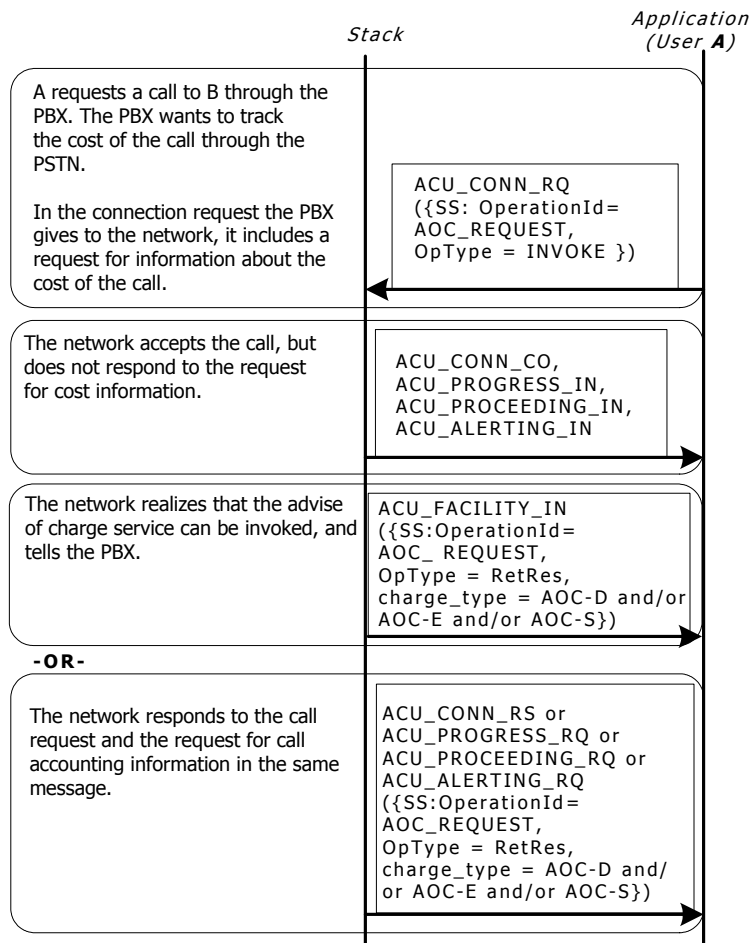 Stack
Application
(User A)
A requests a call to B through the
PBX. The PBX wants to track
the cost of the call through the
PSTN.
In the connection request the PBX
gives to the network, it includes a
request for information about the
cost of the call.
ACU_CONN_RQ
({SS: OperationId=
AOC_REQUEST,
OpType = INVOKE })
The network accepts the call, but
does not respond to the request
for cost information.
ACU_CONN_CO,
ACU_PROGRESS_IN,
ACU_PROCEEDING_IN,
ACU_ALERTING_IN
The network realizes that the advise
of charge service can be invoked, and
tells the PBX.
ACU_FACILITY_IN
({SS:OperationId=
AOC_ REQUEST,
OpType = RetRes,
charge_type = AOC-D and/or
AOC-E and/or AOC-S})
-OR-
The network responds to the call
request and the request for call
accounting information in the same
message.
ACU_CONN_RS or
ACU_PROGRESS_RQ or
ACU_PROCEEDING_RQ or
ACU_ALERTING_RQ
({SS:OperationId=
AOC_REQUEST,
OpType = RetRes,
charge_type = AOC-D and/
or AOC-E and/or AOC-S})